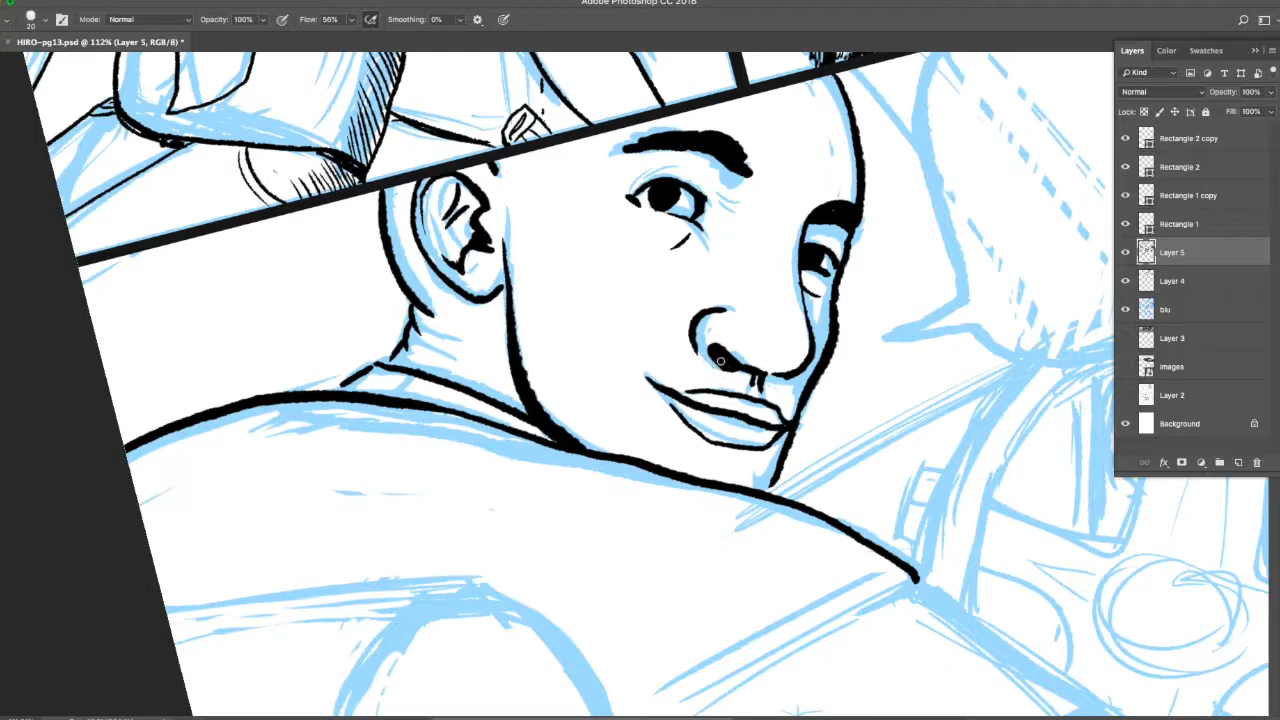 Adobe Photoshop CC 2018
20 Mode: Normal Opacity: 100% Flow: 56% Smoothing: 0%
× HIRO-pg13.psd @ 112% (Layer 5, RGB/8) *
Layers Color Swatches
Kind
Normal Opacity: 100%
Lock: Fill: 100%
Rectangle 2 copy
Rectangle 2
Rectangle 1 copy
Rectangle 1
Layer 5
Layer 4
blu
Layer 3
images
Layer 2
Background
fx